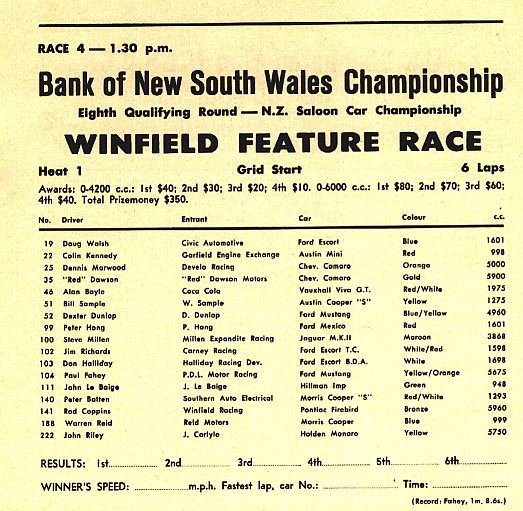 RACE 4 — 1.30 p.m.
Bank of New South Wales Championship
Eighth Qualifying Round — N.Z. Saloon Car Championship
WINFIELD FEATURE RACE
Heat 1 Grid Start 6 Laps
Awards: 0-4200 c.c.: 1st $40; 2nd $30; 3rd $20; 4th $10. 0-6000 c.c.: 1st $80; 2nd $70; 3rd $60;
4th $40. Total Prizemoney $350.
No. Driver Entrant Car Colour c.c.
19 Doug Walsh Civic Automotive Ford Escort Blue 1601
22 Colin Kennedy Garfield Engine Exchange Austin Mini Red 998
25 Dennis Marwood Develo Racing Chev. Camaro Orange 5000
35 "Red" Dawson "Red" Dawson Motors Chev. Camaro Gold 5900
46 Alan Boyle Coca Cola Vauxhall Viva G.T. Red/White 1975
51 Bill Sample W. Sample Austin Cooper "S" Yellow 1275
52 Dexter Dunlop D. Dunlop Ford Mustang Blue/Yellow 4960
99 Peter Hong P. Hong Ford Mexico Red 1601
100 Steve Millen Millen Expandite Racing Jaguar M.K.II Maroon 3868
102 Jim Richards Carney Racing Ford Escort T.C. White/Red 1598
103 Don Halliday Halliday Racing Dev. Ford Escort B.D.A. White 1698
104 Paul Fahey P.D.L. Motor Racing Ford Mustang Yellow/Orange 5675
111 John Le Baige J. Le Baige Hillman Imp Green 948
140 Peter Batten Southern Auto Electrical Morris Cooper "S" Red/White 1293
141 Rod Coppins Winfield Racing Pontiac Firebird Bronze 5960
188 Warren Reid Reid Motors Morris Cooper Blue 999
222 John Riley J. Carlyle Holden Monaro Yellow 5750
RESULTS: 1st............... 2nd............... 3rd............... 4th............... 5th............... 6th...............
WINNER'S SPEED: ...............m.p.h. Fastest lap, car No.: ............... Time: ...............
(Record: Fahey, 1m. 8.6s.)